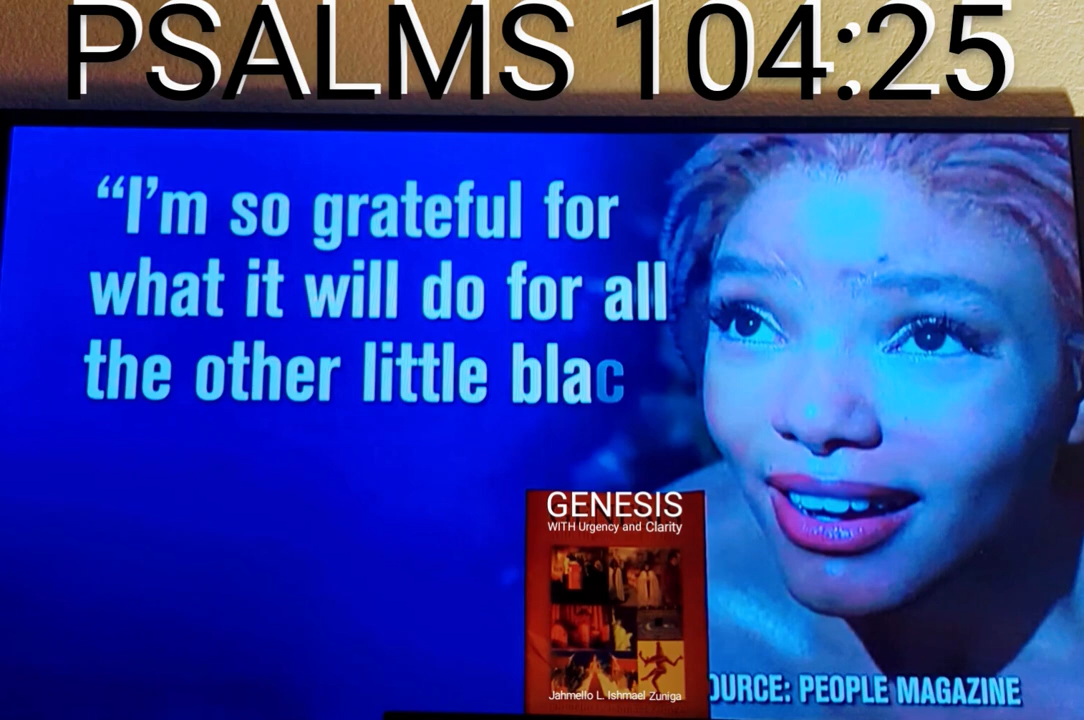 PSALMS 104:25
“I’m so grateful for
what it will do for all
the other little blac
GENESIS
WITH Urgency and Clarity
Jahmello L. Ishmael Zuniga
OURCE: PEOPLE MAGAZINE